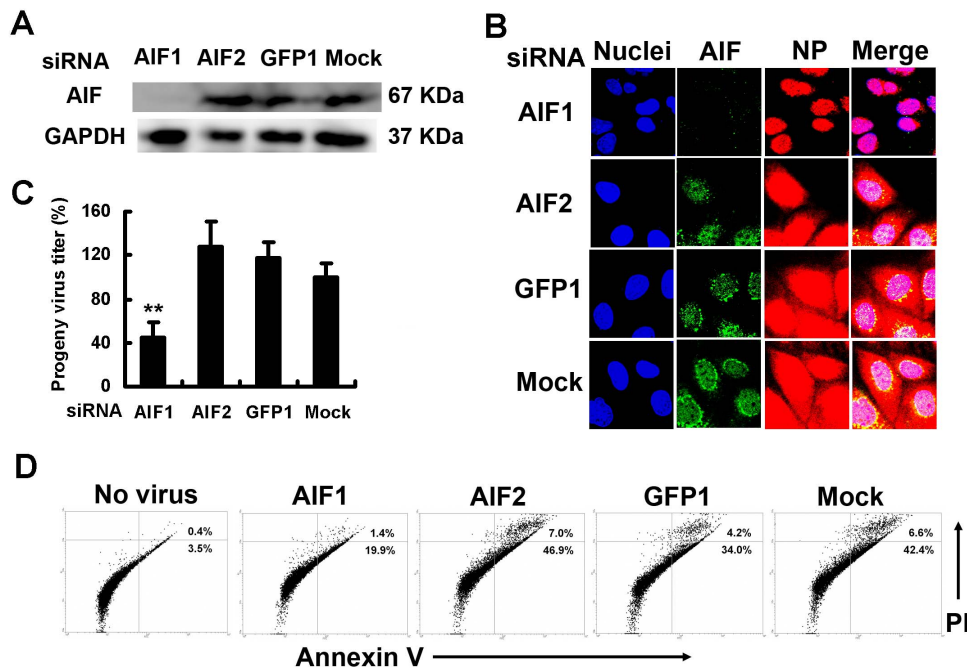 A
siRNA AIF1 AIF2 GFP1 Mock
AIF 67 KDa
GAPDH 37 KDa
B
siRNA Nuclei AIF NP Merge
AIF1
AIF2
GFP1
Mock
C
Progeny virus titer (%)
160
120
80
40
0
**
siRNA AIF1 AIF2 GFP1 Mock
D
No virus AIF1 AIF2 GFP1 Mock
0.4% 1.4% 7.0% 4.2% 6.6%
3.5% 19.9% 46.9% 34.0% 42.4%
PI
Annexin V